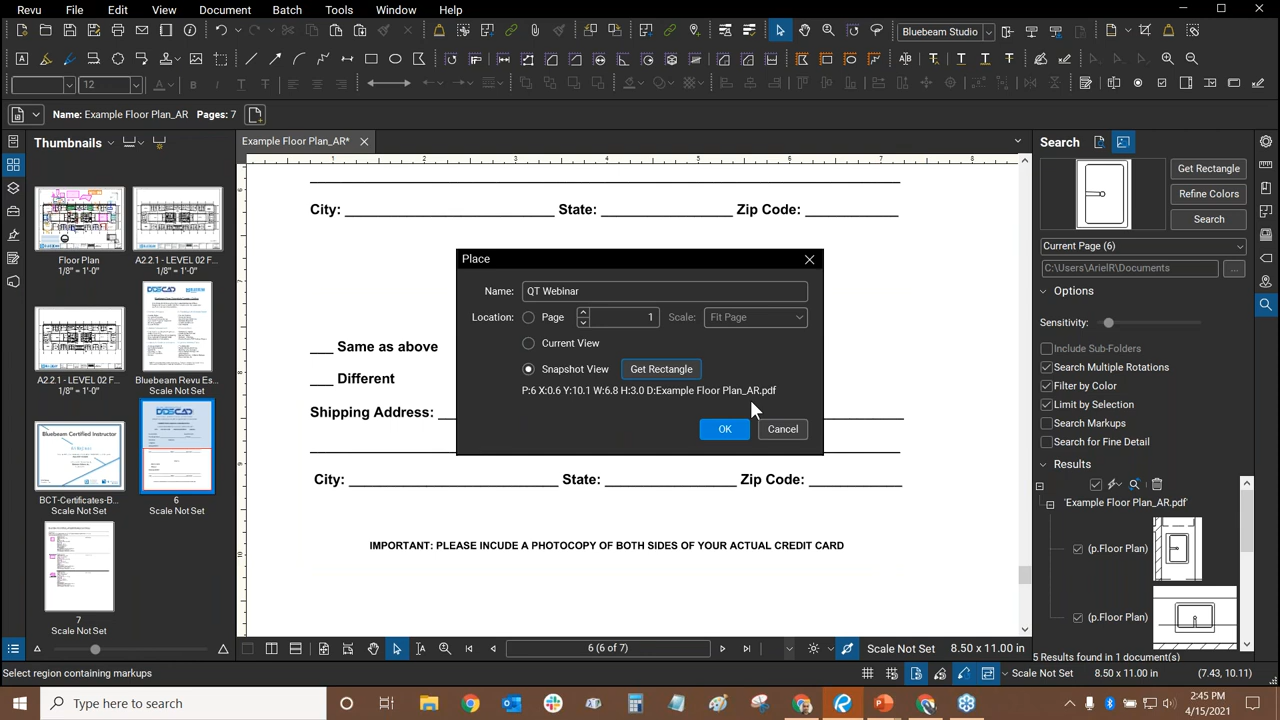 Revu File Edit View Document Batch Tools Window Help
Bluebeam Studio
12
Name: Example Floor Plan_AR Pages: 7
Thumbnails
Example Floor Plan_AR*
Search
Floor Plan
1/8" = 1'-0"
A2.2.1 - LEVEL 02 F...
1/8" = 1'-0"
A2.2.1 - LEVEL 02 F...
1/8" = 1'-0"
Bluebeam Revu Es...
Scale Not Set
BCT-Certificates-B...
Scale Not Set
6
Scale Not Set
7
Scale Not Set
2 3 4 5 6 7 8
City: State: Zip Code:
___ Same as above
___ Different
Shipping Address:
City: State: Zip Code:
IMPORTANT: PLEASE INCLUDE A PHOTOCOPY OF BOTH SIDES OF YOUR ACTUAL CREDIT CARD
Place
Name: QT Webinar
Location: Page 1 Scale: Fit Page
Current View
Snapshot View Get Rectangle
P:6 X:0.6 Y:10.1 W:6.8 H:3.0 D:Example Floor Plan_AR.pdf
OK Cancel
Get Rectangle
Refine Colors
Search
Current Page (6)
C:\Users\ArielR\Documents ...
Options
Include Sub-Folders
Search Multiple Rotations
Filter by Color
Limit by Selection
Search Markups
Search for Fine Detail
Results
'Example Floor Plan_AR.pdf'
(p.Floor Plan)
(p.Floor Plan)
5 Results found in 1 document(s)
6 (6 of 7)
Scale Not Set 8.50 x 11.00 in
Select region containing markups
Scale Not Set 8.50 x 11.00 in (7.43, 10.11)
Type here to search
2:45 PM
4/15/2021